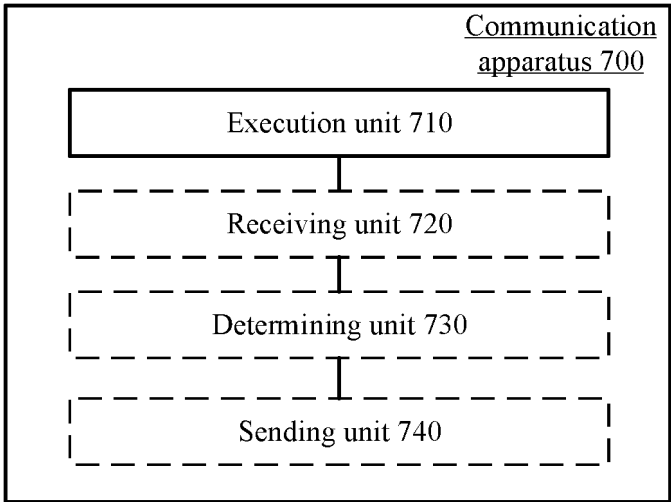 Communication
apparatus 700
Execution unit 710
Receiving unit 720
Determining unit 730
Sending unit 740